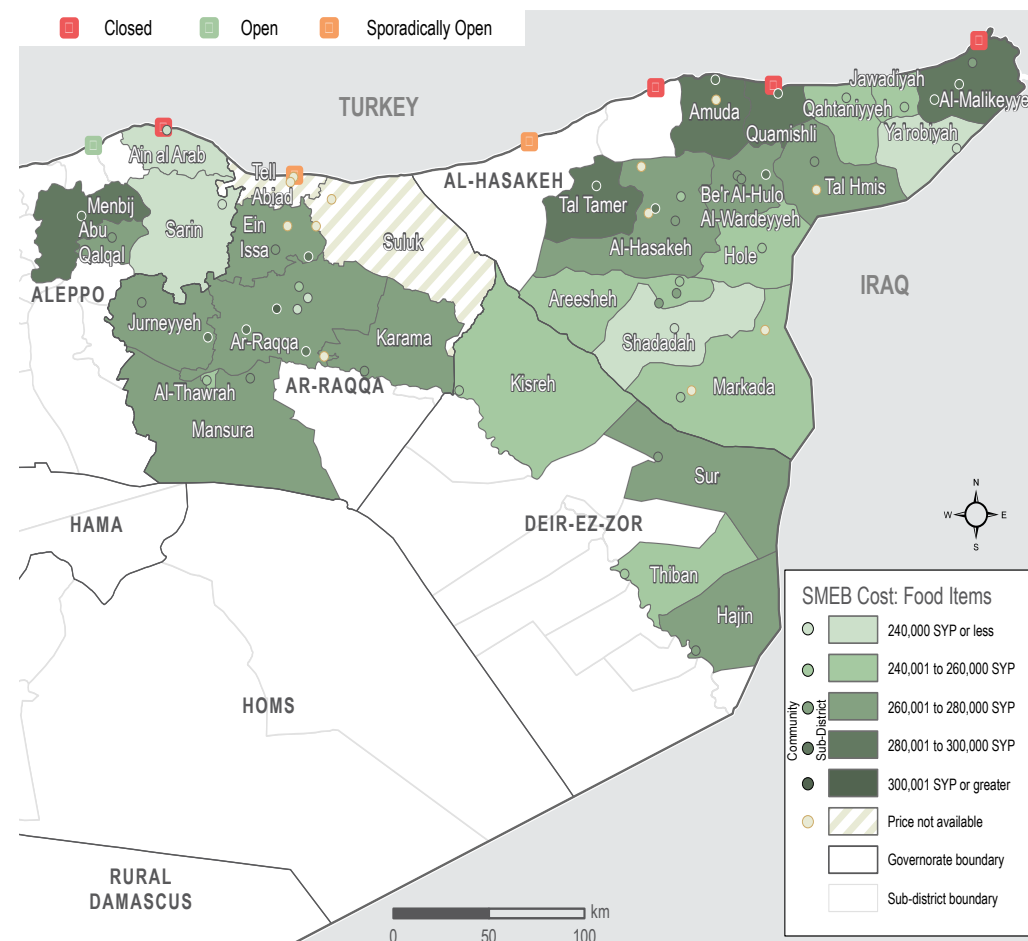 Closed
Open
Sporadically Open
TURKEY
Jawadiyah
Al-Malikeyye
Qahtaniyyeh
Amuda
Quamishli
Ya'robiyah
Ain al Arab
Tell
Abiad
AL-HASAKEH
Tal Tamer
Be'r Al-Hulo
Al-Wardeyyeh
Tal Hmis
Menbij
Abu
Qalqal
Sarin
Ein
Issa
Suluk
Al-Hasakeh
Hole
IRAQ
ALEPPO
Jurneyyeh
Ar-Raqqa
Karama
Areesheh
Shadadah
Al-Thawrah
AR-RAQQA
Kisreh
Markada
Mansura
Sur
HAMA
DEIR-EZ-ZOR
Thiban
Hajin
HOMS
RURAL
DAMASCUS
N
W
E
S
SMEB Cost: Food Items
Community
Sub-District
240,000 SYP or less
240,001 to 260,000 SYP
260,001 to 280,000 SYP
280,001 to 300,000 SYP
300,001 SYP or greater
Price not available
Governorate boundary
Sub-district boundary
km
0
50
100